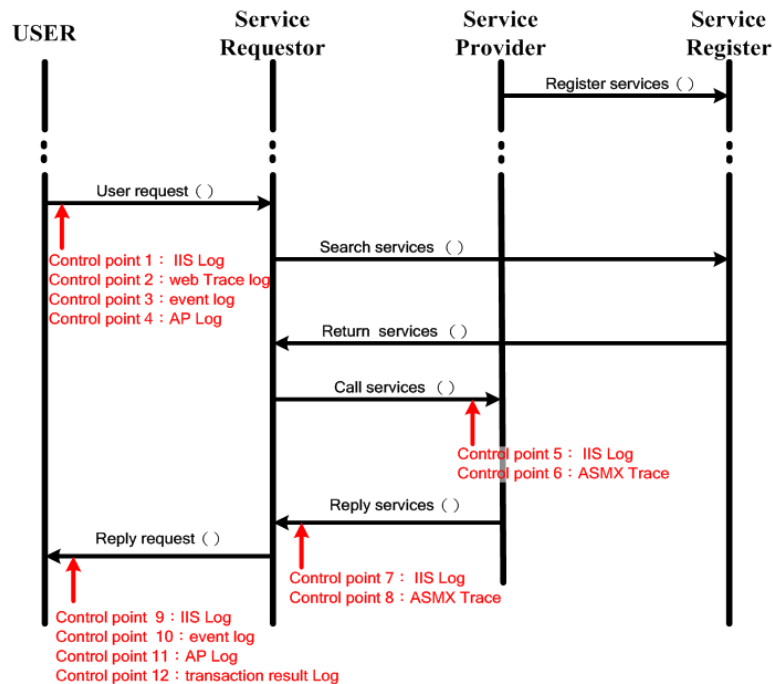 USER
Service
Requestor
Service
Provider
Service
Register
Register services （ ）
User request（ ）
Control point 1： IIS Log
Control point 2：web Trace log
Control point 3：event log
Control point 4：AP Log
Search services （ ）
Return services （ ）
Call services （ ）
Control point 5： IIS Log
Control point 6：ASMX Trace
Reply services（ ）
Reply request（ ）
Control point 7： IIS Log
Control point 8：ASMX Trace
Control point 9：IIS Log
Control point 10：event log
Control point 11：AP Log
Control point 12：transaction result Log